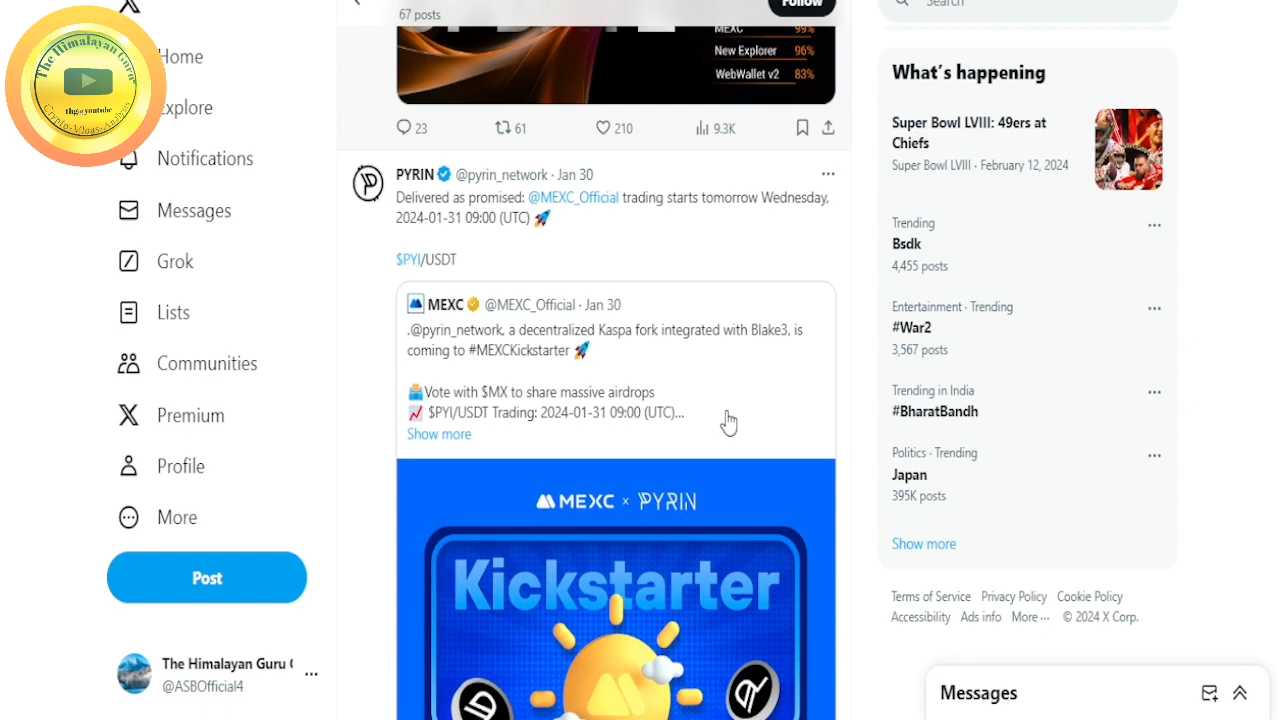 The Himalayan Guru
thg@youtube
Crypto-Vlogs-Analysis
Home
Explore
Notifications
Messages
Grok
Lists
Communities
Premium
Profile
More
Post
The Himalayan Guru
@ASBOfficial4
67 posts
Follow
MEXC 99%
New Explorer 96%
WebWallet v2 83%
23 61 210 9.3K
PYRIN @pyrin_network · Jan 30
Delivered as promised: @MEXC_Official trading starts tomorrow Wednesday,
2024-01-31 09:00 (UTC) 🚀
$PYI/USDT
MEXC @MEXC_Official · Jan 30
.@pyrin_network, a decentralized Kaspa fork integrated with Blake3, is
coming to #MEXCKickstarter 🚀
🗳️Vote with $MX to share massive airdrops
📈 $PYI/USDT Trading: 2024-01-31 09:00 (UTC)...
Show more
MEXC × PYRIN
Kickstarter
Search
What's happening
Super Bowl LVIII: 49ers at
Chiefs
Super Bowl LVIII · February 12, 2024
Trending
Bsdk
4,455 posts
Entertainment · Trending
#War2
3,567 posts
Trending in India
#BharatBandh
Politics · Trending
Japan
395K posts
Show more
Terms of Service Privacy Policy Cookie Policy
Accessibility Ads info More ··· © 2024 X Corp.
Messages